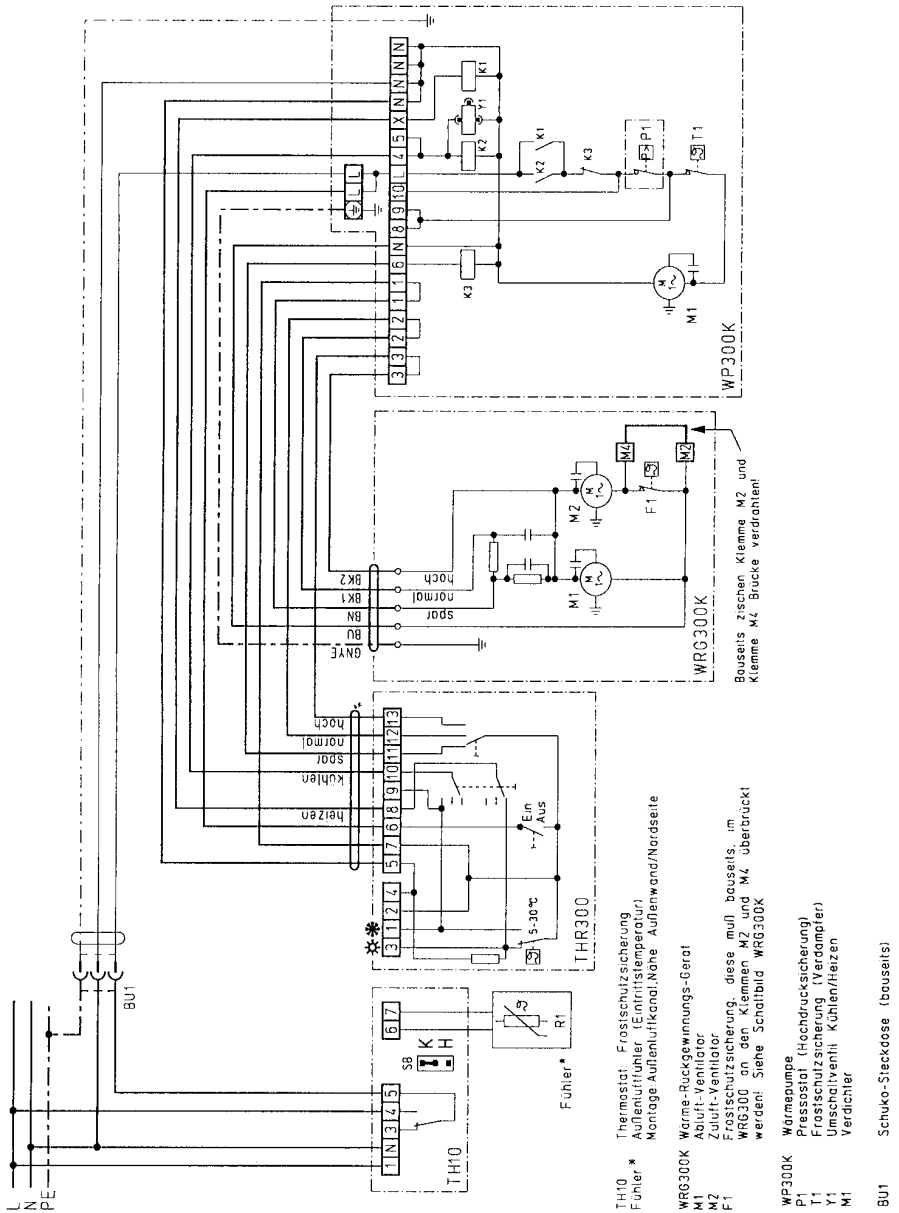 L
N
PE
BU1
TH10
1 N 3 4 5
6 7
S8
K
H
R1
Fühler*
THR300
3 1 2 4
5 7 6 8 9 10 11 12 13
5-30°C
Ein
Aus
heizen
kühlen
spar
normal
hoch
WRG300K
GNYE
BU
BN
BK1
BK2
spar
normal
hoch
M1
M
1~
M2
M
1~
F1
M4
M2
Bauseits zischen Klemme M2 und
Klemme M4 Brücke verdrahten!
WP300K
3 3 2 2 1 1 6 N 8 9 10 L 4 5 X N N N N
L L
K3
K2
Y1
K1
K2
K1
K3
P>
P1
T1
M1
M
1~
TH10 Thermostat. Frostschutzsicherung
Fühler* Außenluftfühler (Eintrittstemperatur)
Montage:Außenluftkanal,Nähe Außenwand/Nordseite
WRG300K Wärme-Rückgewinnungs-Gerät
M1 Abluft-Ventilator
M2 Zuluft-Ventilator
F1 Frostschutzsicherung, diese muß bauseits, im
WRG300 an den Klemmen M2 und M4 überbrückt
werden! Siehe Schaltbild WRG300K
WP300K Wärmepumpe
P1 Pressostat (Hochdrucksicherung)
T1 Frostschutzsicherung (Verdampfer)
Y1 Umschaltventil Kühlen/Heizen
M1 Verdichter
BU1 Schuko-Steckdose (bauseits)